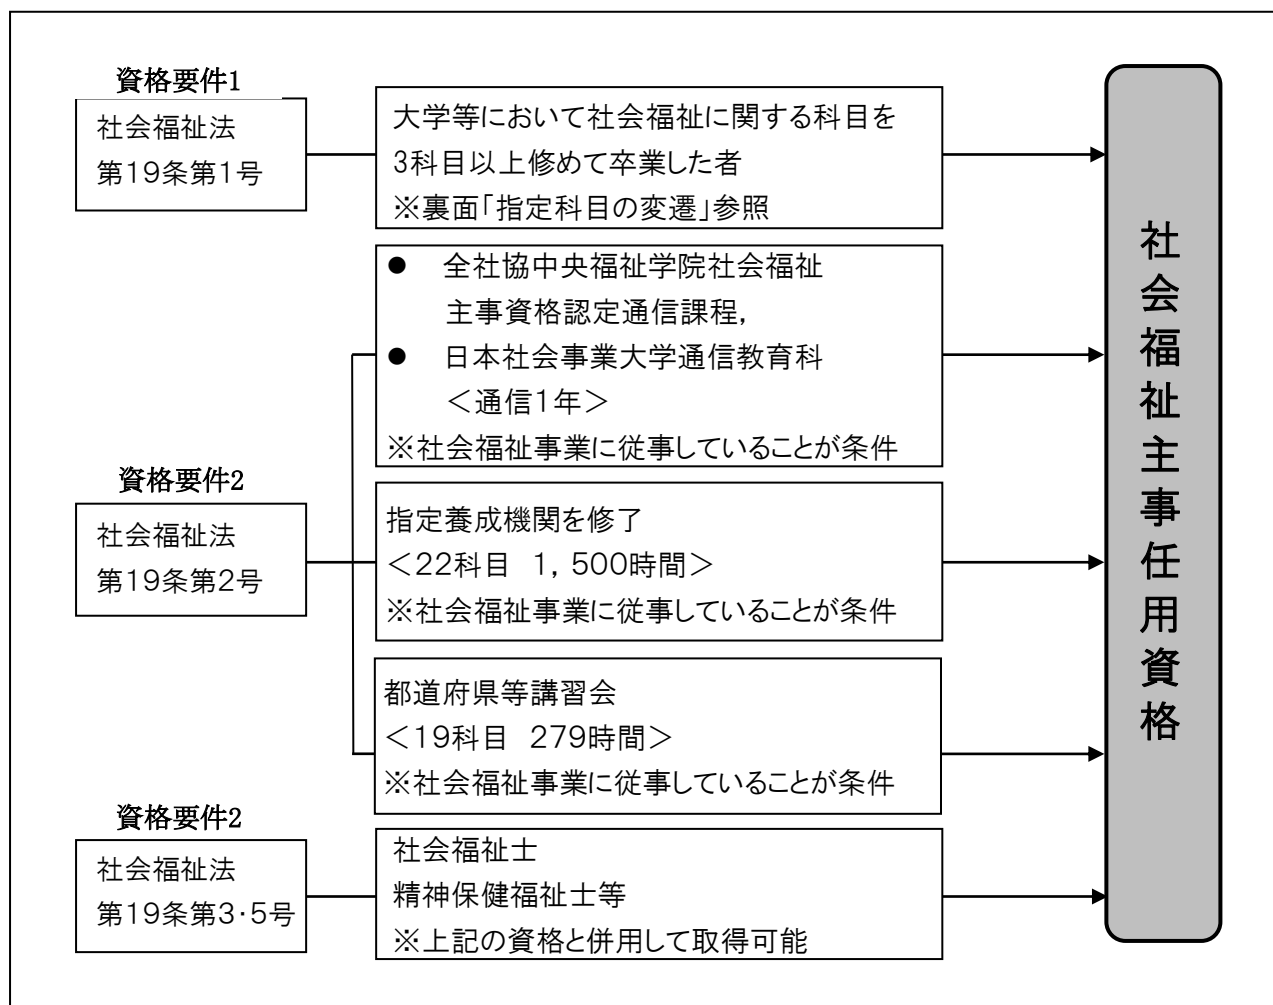 資格要件1
社会福祉法
第19条第1号
大学等において社会福祉に関する科目を
3科目以上修めて卒業した者
※裏面「指定科目の変遷」参照
● 全社協中央福祉学院社会福祉
主事資格認定通信課程,
● 日本社会事業大学通信教育科
＜通信1年＞
※社会福祉事業に従事していることが条件
資格要件2
社会福祉法
第19条第2号
指定養成機関を修了
＜22科目 1，500時間＞
※社会福祉事業に従事していることが条件
都道府県等講習会
＜19科目 279時間＞
※社会福祉事業に従事していることが条件
資格要件2
社会福祉法
第19条第3・5号
社会福祉士
精神保健福祉士等
※上記の資格と併用して取得可能
社会福祉主事任用資格